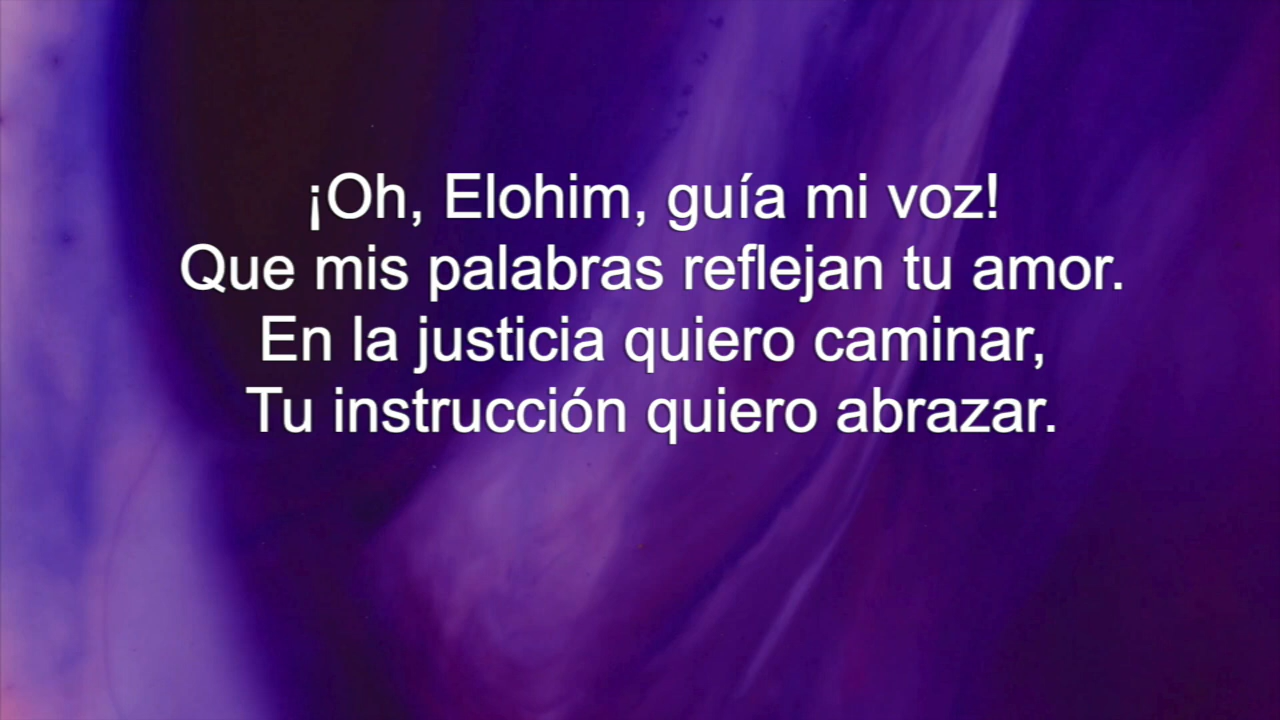 ¡Oh, Elohim, guía mi voz!
Que mis palabras reflejan tu amor.
En la justicia quiero caminar,
Tu instrucción quiero abrazar.